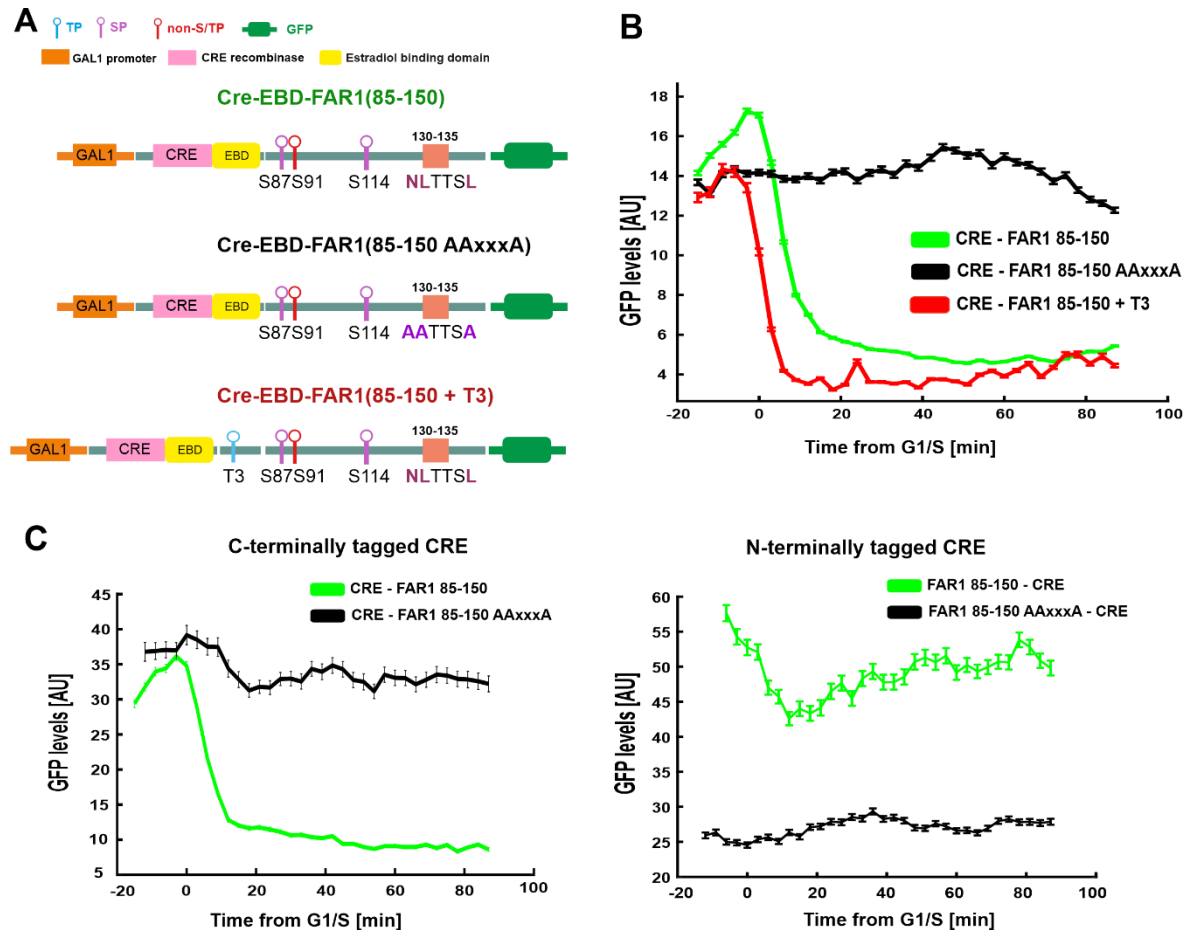 A
TP SP non-S/TP GFP
GAL1 promoter CRE recombinase Estradiol binding domain
Cre-EBD-FAR1(85-150)
130-135
GAL1 CRE EBD
S87S91 S114 NLTTSL
Cre-EBD-FAR1(85-150 AAxxxA)
130-135
GAL1 CRE EBD
S87S91 S114 AATTSA
Cre-EBD-FAR1(85-150 + T3)
130-135
GAL1 CRE EBD
T3 S87S91 S114 NLTTSL
B
GFP levels [AU]
18
16
14
12
10
8
6
4
-20 0 20 40 60 80 100
Time from G1/S [min]
CRE - FAR1 85-150
CRE - FAR1 85-150 AAxxxA
CRE - FAR1 85-150 + T3
C
C-terminally tagged CRE
CRE - FAR1 85-150
CRE - FAR1 85-150 AAxxxA
GFP levels [AU]
45
40
35
30
25
20
15
10
5
-20 0 20 40 60 80 100
Time from G1/S [min]
N-terminally tagged CRE
FAR1 85-150 - CRE
FAR1 85-150 AAxxxA - CRE
GFP levels [AU]
60
55
50
45
40
35
30
25
20
-20 0 20 40 60 80 100
Time from G1/S [min]